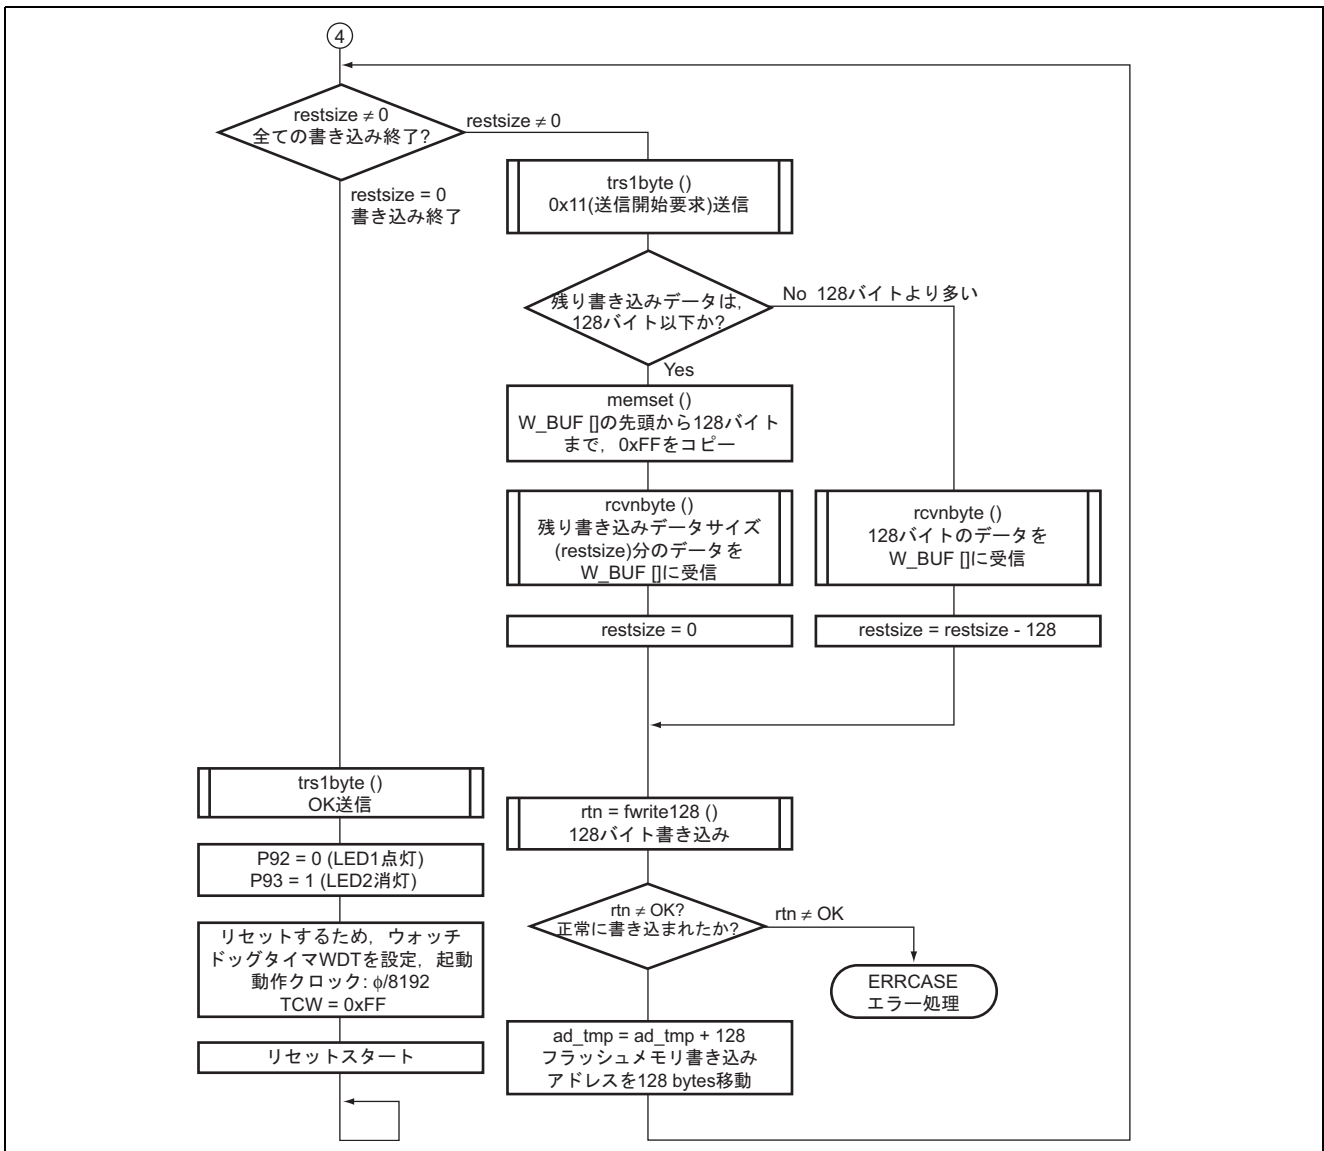 4
restsize ≠ 0
全ての書き込み終了?
restsize ≠ 0
restsize = 0
書き込み終了
trs1byte ()
0x11(送信開始要求)送信
残り書き込みデータは,
128バイト以下か?
No 128バイトより多い
Yes
memset ()
W_BUF []の先頭から128バイト
まで, 0xFFをコピー
rcvnbyte ()
残り書き込みデータサイズ
(restsize)分のデータを
W_BUF []に受信
rcvnbyte ()
128バイトのデータを
W_BUF []に受信
restsize = 0
restsize = restsize - 128
trs1byte ()
OK送信
rtn = fwrite128 ()
128バイト書き込み
P92 = 0 (LED1点灯)
P93 = 1 (LED2消灯)
rtn ≠ OK?
正常に書き込まれたか?
rtn ≠ OK
リセットするため, ウォッチ
ドッグタイマWDTを設定, 起動
動作クロック: φ/8192
TCW = 0xFF
ERRCASE
エラー処理
リセットスタート
ad_tmp = ad_tmp + 128
フラッシュメモリ書き込み
アドレスを128 bytes移動